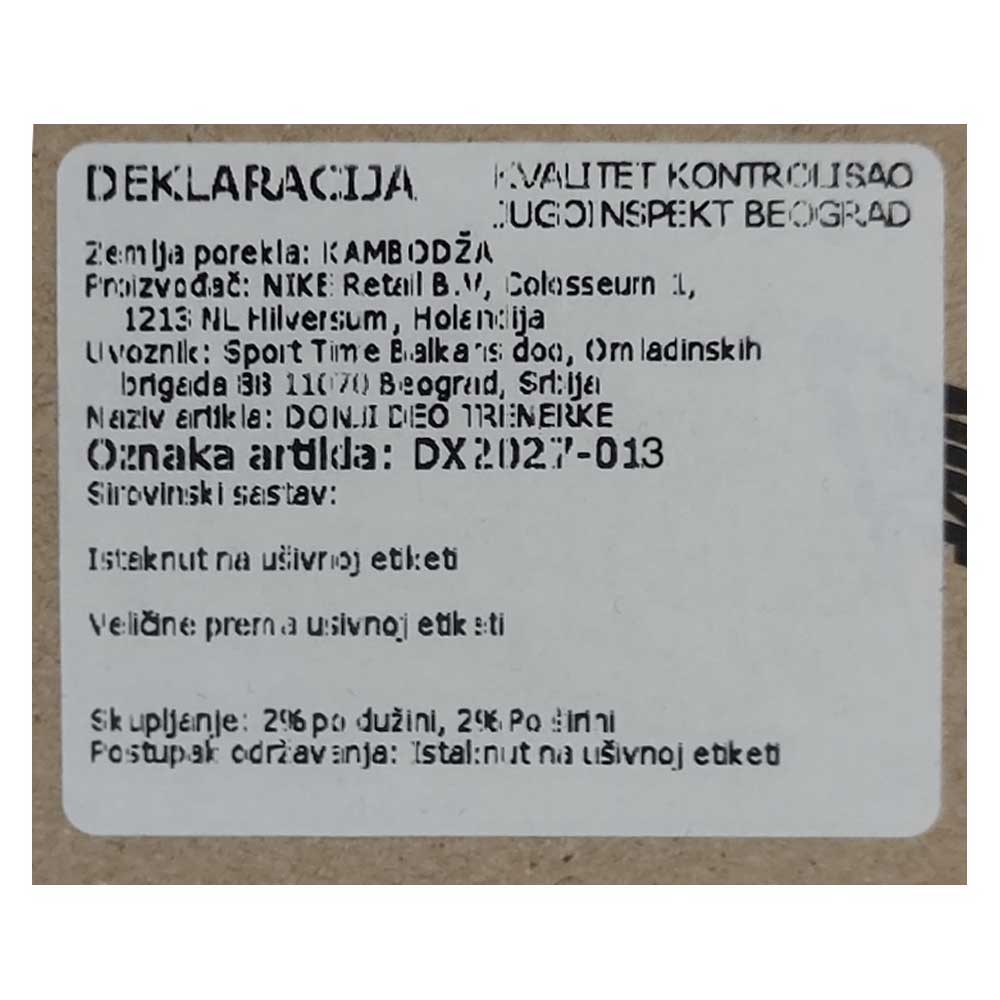 DEKLARACIJA
KVALITET KONTROLISAO
JUGOINSPEKT BEOGRAD
Zemlja porekla: KAMBODŽA
Proizvođač: NIKE Retail B.V, Colosseum 1,
1213 NL Hilversum, Holandija
Uvoznik: Sport Time Balkans doo, Omladinskih
brigada BB 11070 Beograd, Srbija
Naziv artikla: DONJI DEO TRENERKE
Oznaka artikla: DX2027-013
Sirovinski sastav:
Istaknut na ušivnoj etiketi
Veličine prema usivnoj etiketi
Skupljanje: 2% po dužini, 2% Po širini
Postupak održavanja: Istaknut na ušivnoj etiketi